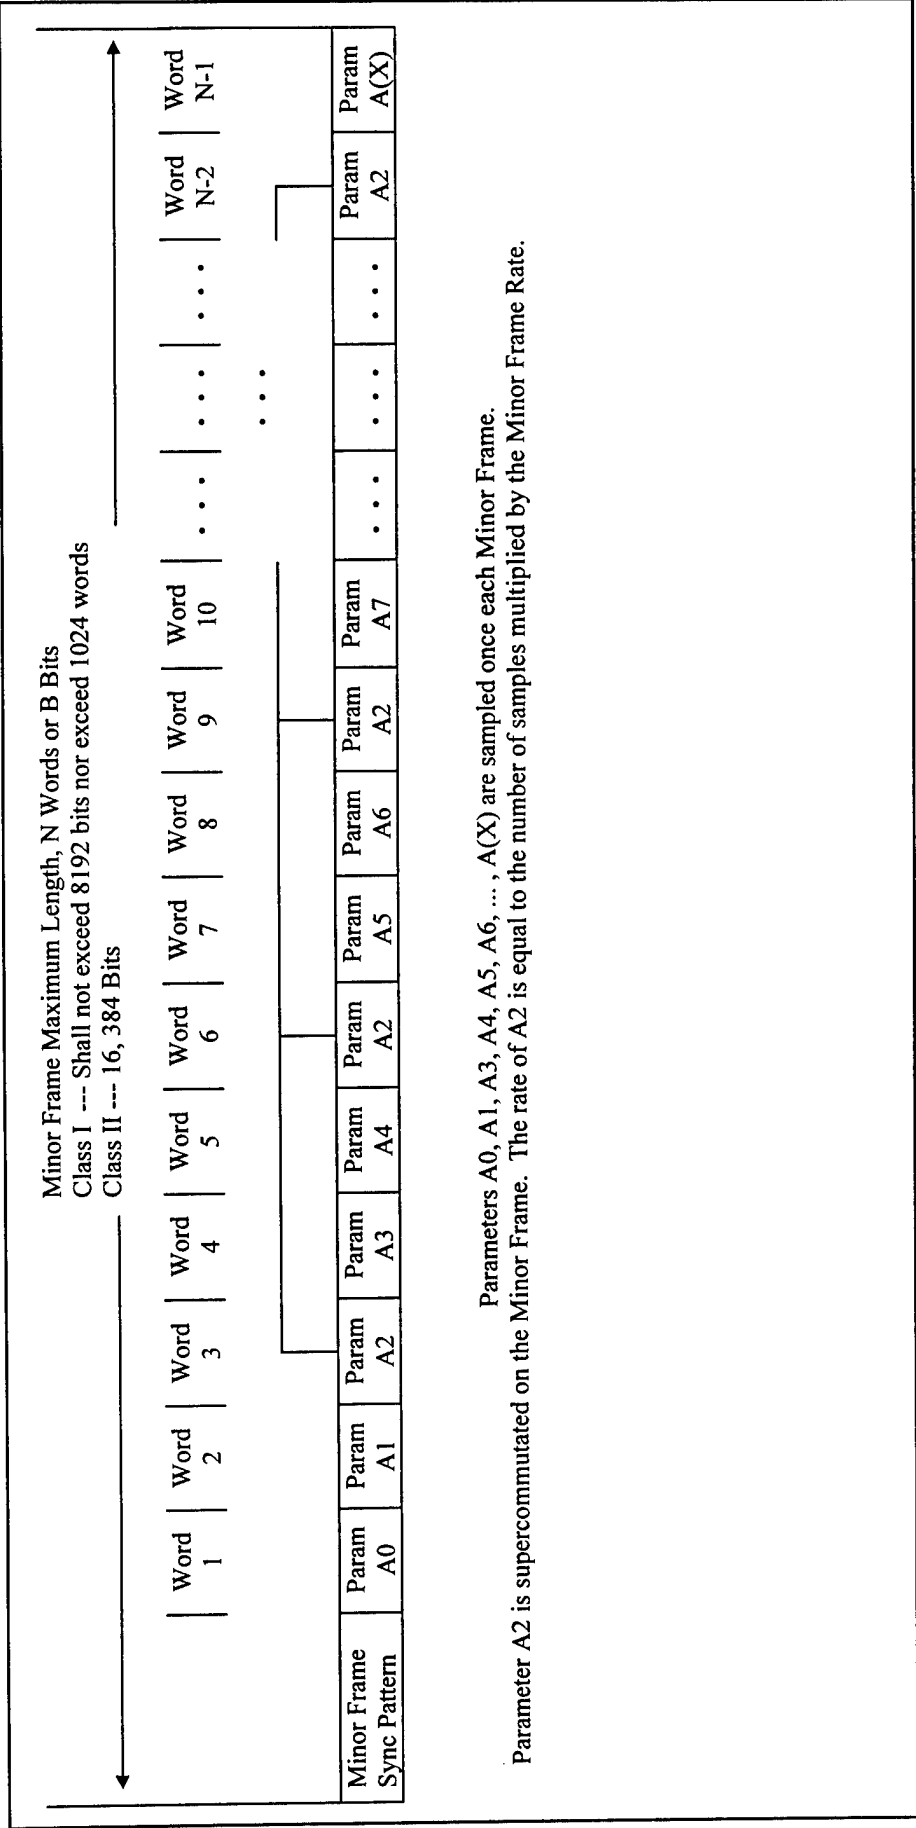 Minor Frame Maximum Length, N Words or B Bits
Class I --- Shall not exceed 8192 bits nor exceed 1024 words
Class II --- 16, 384 Bits
Word Word Word Word Word Word Word Word Word Word . . . . . . . . . . . Word Word
1 2 3 4 5 6 7 8 9 10 N-2 N-1
. . .
Minor Frame Param Param Param Param Param Param Param Param Param Param . . . . . . . . . . . Param Param
Sync Pattern A0 A1 A2 A3 A4 A2 A5 A6 A2 A7 A2 A(X)
Parameters A0, A1, A3, A4, A5, A6, ... , A(X) are sampled once each Minor Frame.
Parameter A2 is supercommutated on the Minor Frame. The rate of A2 is equal to the number of samples multiplied by the Minor Frame Rate.